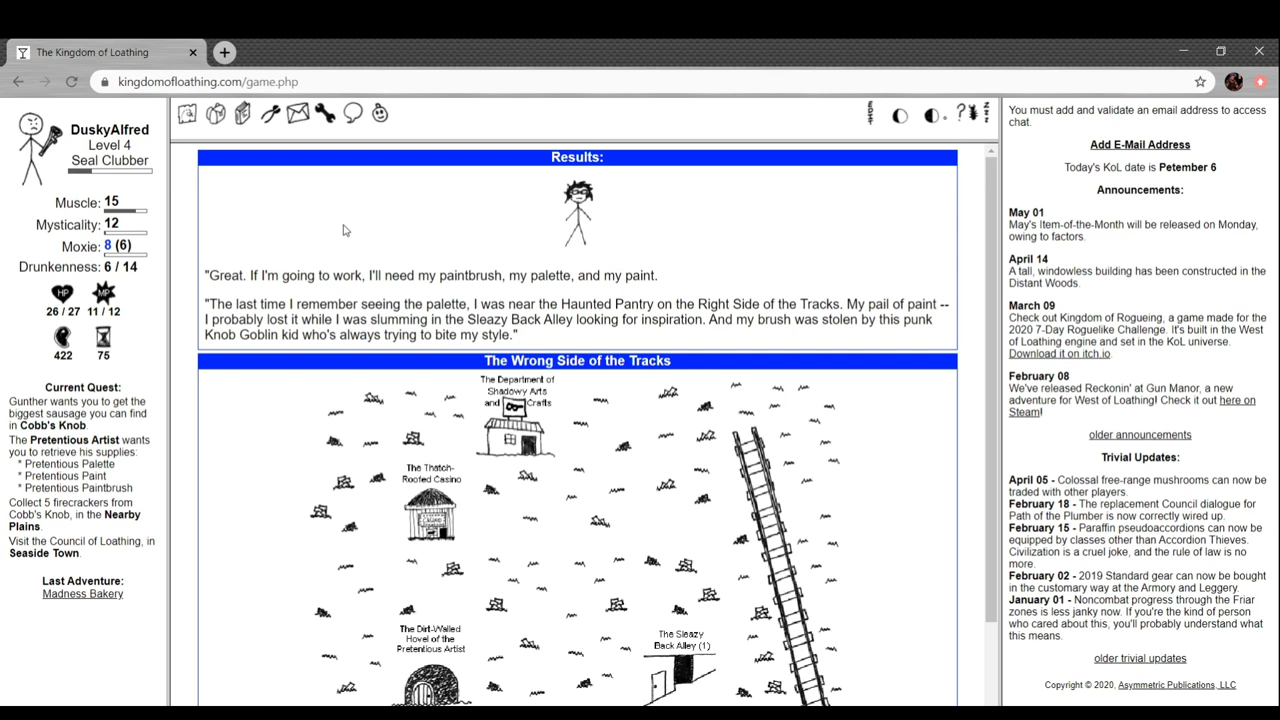 The Kingdom of Loathing
kingdomofloathing.com/game.php
DuskyAlfred
Level 4
Seal Clubber
Muscle: 15
Mysticality: 12
Moxie: 8 (6)
Drunkenness: 6 / 14
HP MP
26 / 27 11 / 12
422 75
Current Quest:
Gunther wants you to get the
biggest sausage you can find
in Cobb's Knob.
The Pretentious Artist wants
you to retrieve his supplies:
* Pretentious Palette
* Pretentious Paint
* Pretentious Paintbrush
Collect 5 firecrackers from
Cobb's Knob, in the Nearby
Plains.
Visit the Council of Loathing, in
Seaside Town.
Last Adventure:
Madness Bakery
Results:
"Great. If I'm going to work, I'll need my paintbrush, my palette, and my paint.
"The last time I remember seeing the palette, I was near the Haunted Pantry on the Right Side of the Tracks. My pail of paint --
I probably lost it while I was slumming in the Sleazy Back Alley looking for inspiration. And my brush was stolen by this punk
Knob Goblin kid who's always trying to bite my style."
The Wrong Side of the Tracks
The Department of
Shadowy Arts
and Crafts
The Thatch-
Roofed Casino
The Dirt-Walled
Hovel of the
Pretentious Artist
The Sleazy
Back Alley (1)
You must add and validate an email address to access
chat.
Add E-Mail Address
Today's KoL date is Petember 6
Announcements:
May 01
May's Item-of-the-Month will be released on Monday,
owing to factors.
April 14
A tall, windowless building has been constructed in the
Distant Woods.
March 09
Check out Kingdom of Rogueing, a game made for the
2020 7-Day Roguelike Challenge. It's built in the West
of Loathing engine and set in the KoL universe.
Download it on itch.io.
February 08
We've released Reckonin' at Gun Manor, a new
adventure for West of Loathing! Check it out here on
Steam!
older announcements
Trivial Updates:
April 05 - Colossal free-range mushrooms can now be
traded with other players.
February 18 - The replacement Council dialogue for
Path of the Plumber is now correctly wired up.
February 15 - Paraffin pseudoaccordions can now be
equipped by classes other than Accordion Thieves.
Civilization is a cruel joke, and the rule of law is no
more.
February 02 - 2019 Standard gear can now be bought
in the customary way at the Armory and Leggery.
January 01 - Noncombat progress through the Friar
zones is less janky now. If you're the kind of person
who cared about this, you'll probably understand what
this means.
older trivial updates
Copyright © 2020, Asymmetric Publications, LLC